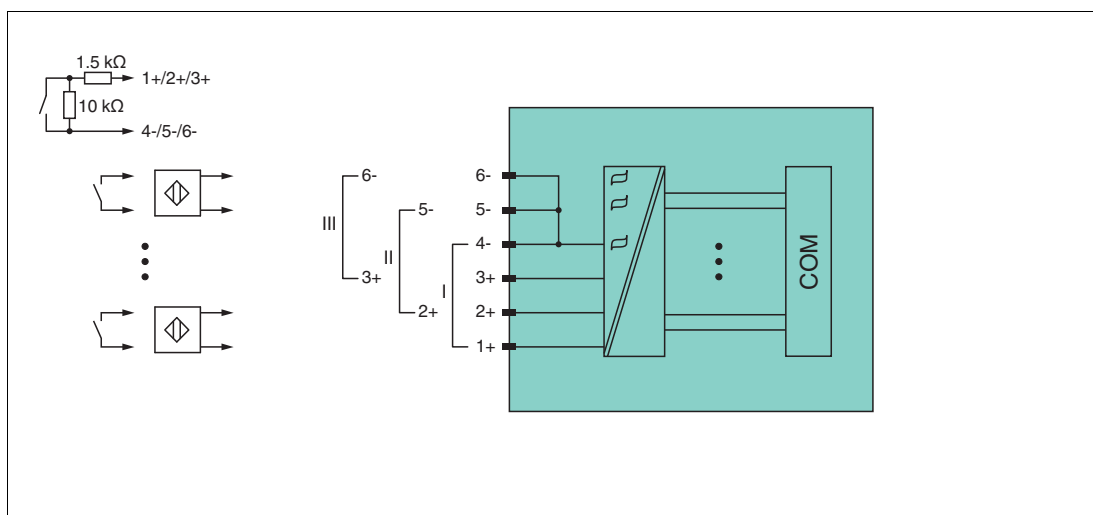 1.5 kΩ
1+/2+/3+
10 kΩ
4-/5-/6-
6-
6-
5-
5-
III
4-
II
3+
I
3+
2+
2+
1+
COM